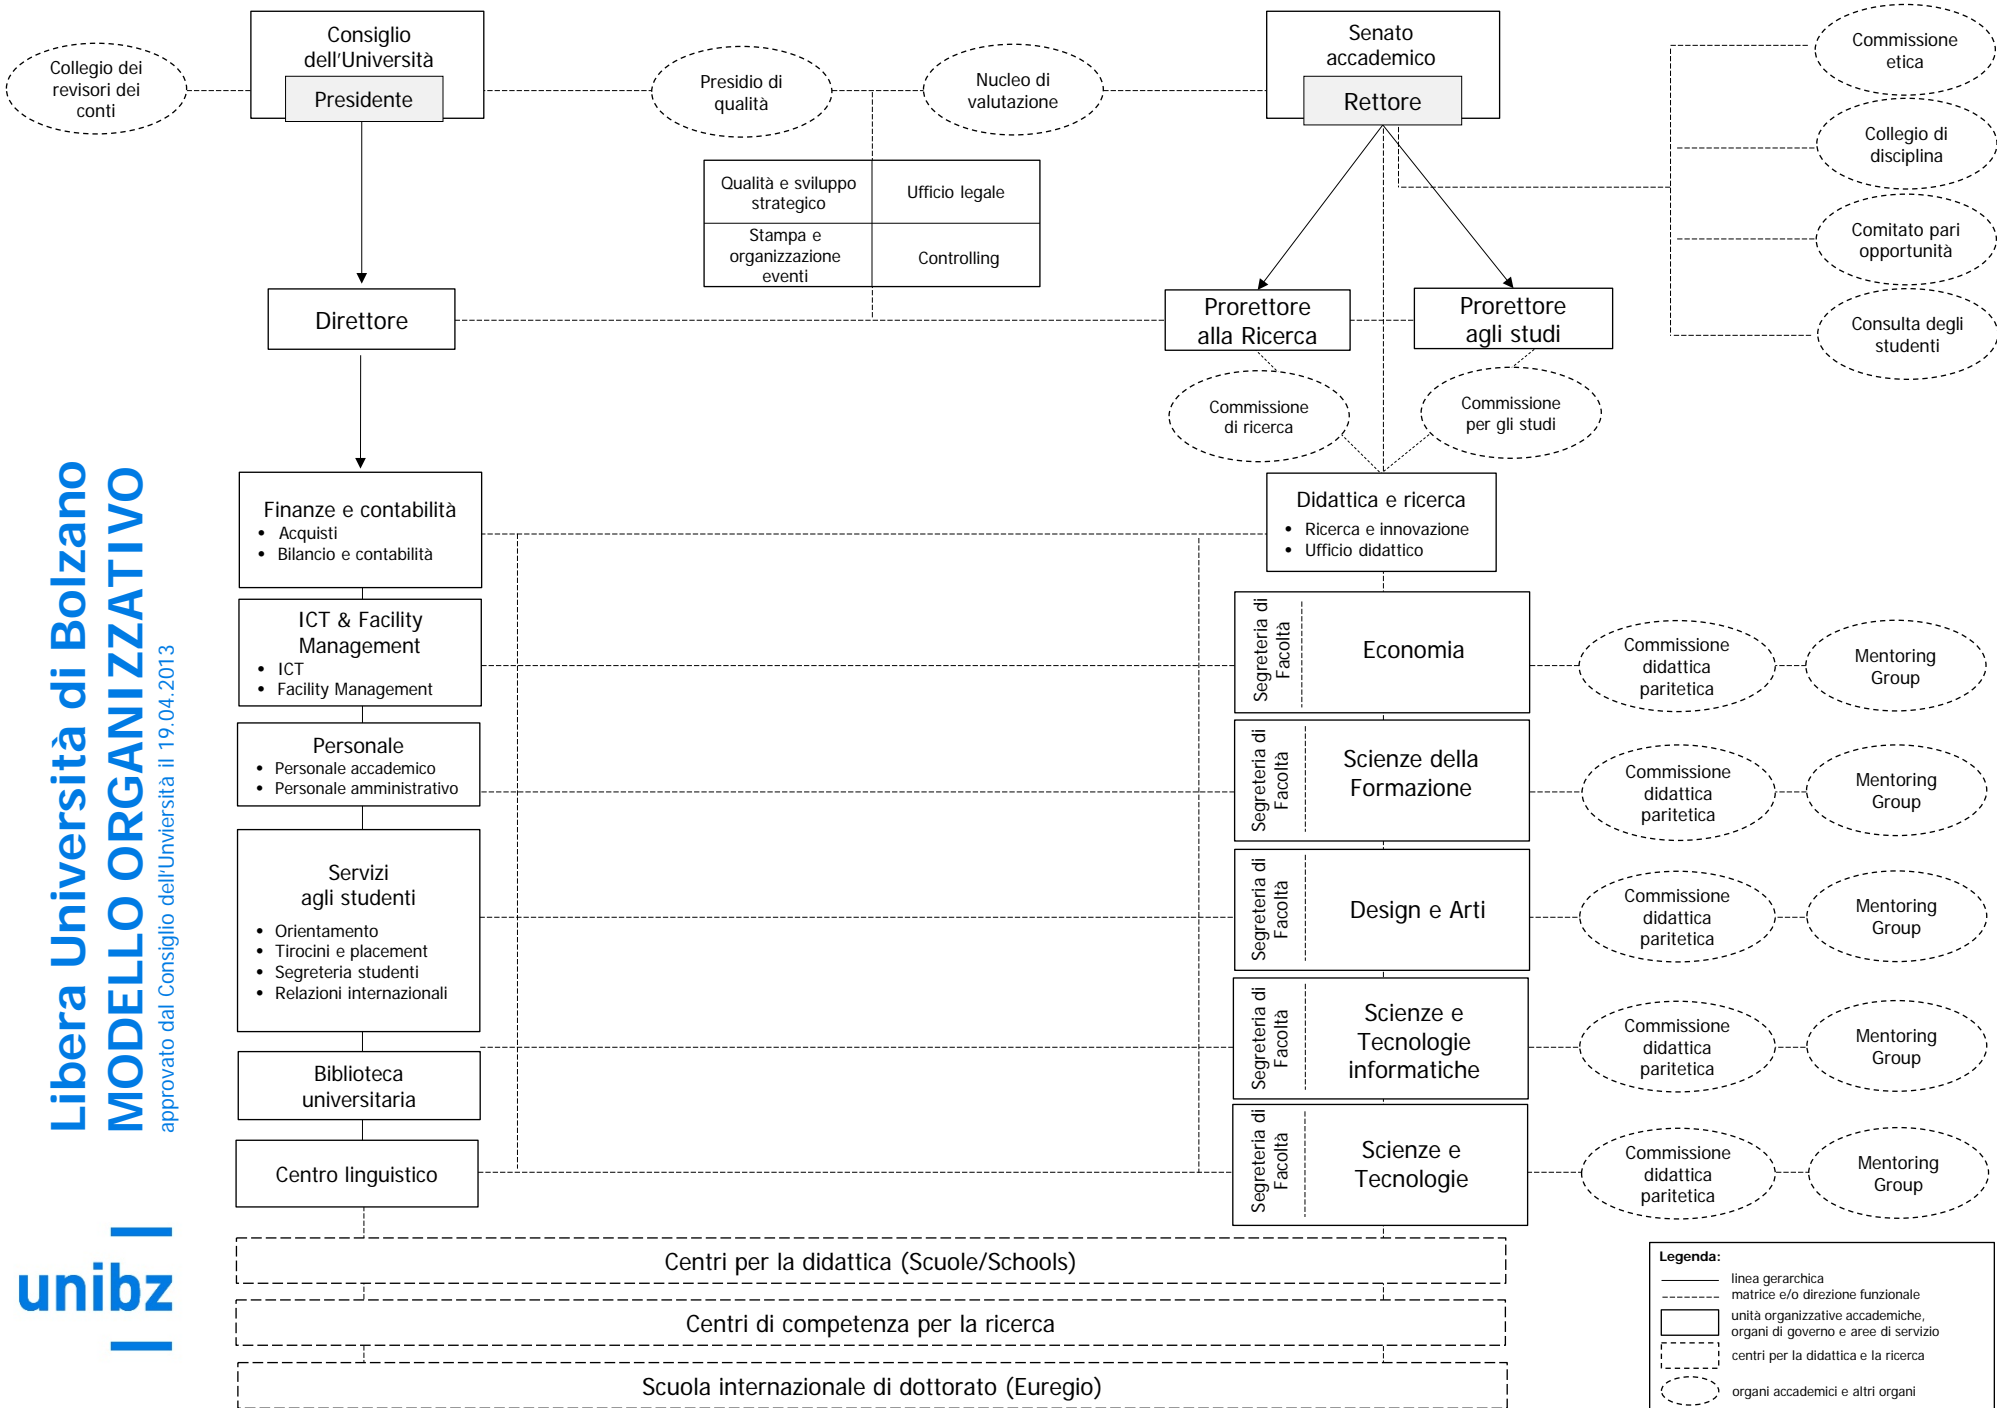 Consiglio
dell'Università
Presidente
Senato
accademico
Rettore
Collegio dei
revisori dei
conti
Presidio di
qualità
Nucleo di
valutazione
Commissione
etica
Collegio di
disciplina
Comitato pari
opportunità
Consulta degli
studenti
Qualità e sviluppo
strategico
Ufficio legale
Stampa e
organizzazione
eventi
Controlling
Direttore
Prorettore
alla Ricerca
Prorettore
agli studi
Commissione
di ricerca
Commissione
per gli studi
Libera Università di Bolzano
MODELLO ORGANIZZATIVO
approvato dal Consiglio dell'Unviersità il 19.04.2013
Finanze e contabilità
• Acquisti
• Bilancio e contabilità
Didattica e ricerca
• Ricerca e innovazione
• Ufficio didattico
ICT & Facility
Management
• ICT
• Facility Management
Segreteria di
Facoltà
Economia
Commissione
didattica
paritetica
Mentoring
Group
Personale
• Personale accademico
• Personale amministrativo
Segreteria di
Facoltà
Scienze della
Formazione
Commissione
didattica
paritetica
Mentoring
Group
Servizi
agli studenti
• Orientamento
• Tirocini e placement
• Segreteria studenti
• Relazioni internazionali
Segreteria di
Facoltà
Design e Arti
Commissione
didattica
paritetica
Mentoring
Group
Biblioteca
universitaria
Segreteria di
Facoltà
Scienze e
Tecnologie
informatiche
Commissione
didattica
paritetica
Mentoring
Group
Centro linguistico
Segreteria di
Facoltà
Scienze e
Tecnologie
Commissione
didattica
paritetica
Mentoring
Group
unibz
Centri per la didattica (Scuole/Schools)
Centri di competenza per la ricerca
Scuola internazionale di dottorato (Euregio)
Legenda:
linea gerarchica
matrice e/o direzione funzionale
unità organizzative accademiche,
organi di governo e aree di servizio
centri per la didattica e la ricerca
organi accademici e altri organi